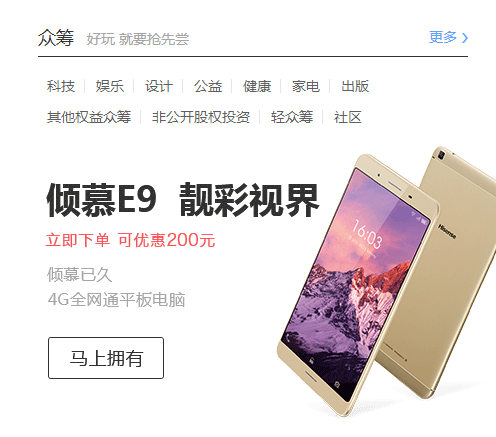 众筹 好玩 就要抢先尝 更多 >
科技 娱乐 设计 公益 健康 家电 出版
其他权益众筹 非公开股权投资 轻众筹 社区
倾慕E9 靓彩视界
立即下单 可优惠200元
倾慕已久
4G全网通平板电脑
马上拥有
16:03
Hisense